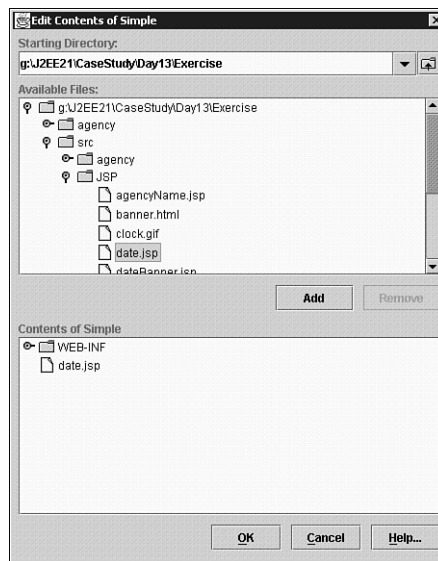 Edit Contents of Simple
Starting Directory:
g:\J2EE21\CaseStudy\Day13\Exercise
Available Files:
g:\J2EE21\CaseStudy\Day13\Exercise
agency
src
agency
JSP
agencyName.jsp
banner.html
clock.gif
date.jsp
dateBanner.jsp
Add Remove
Contents of Simple
WEB-INF
date.jsp
OK Cancel Help...